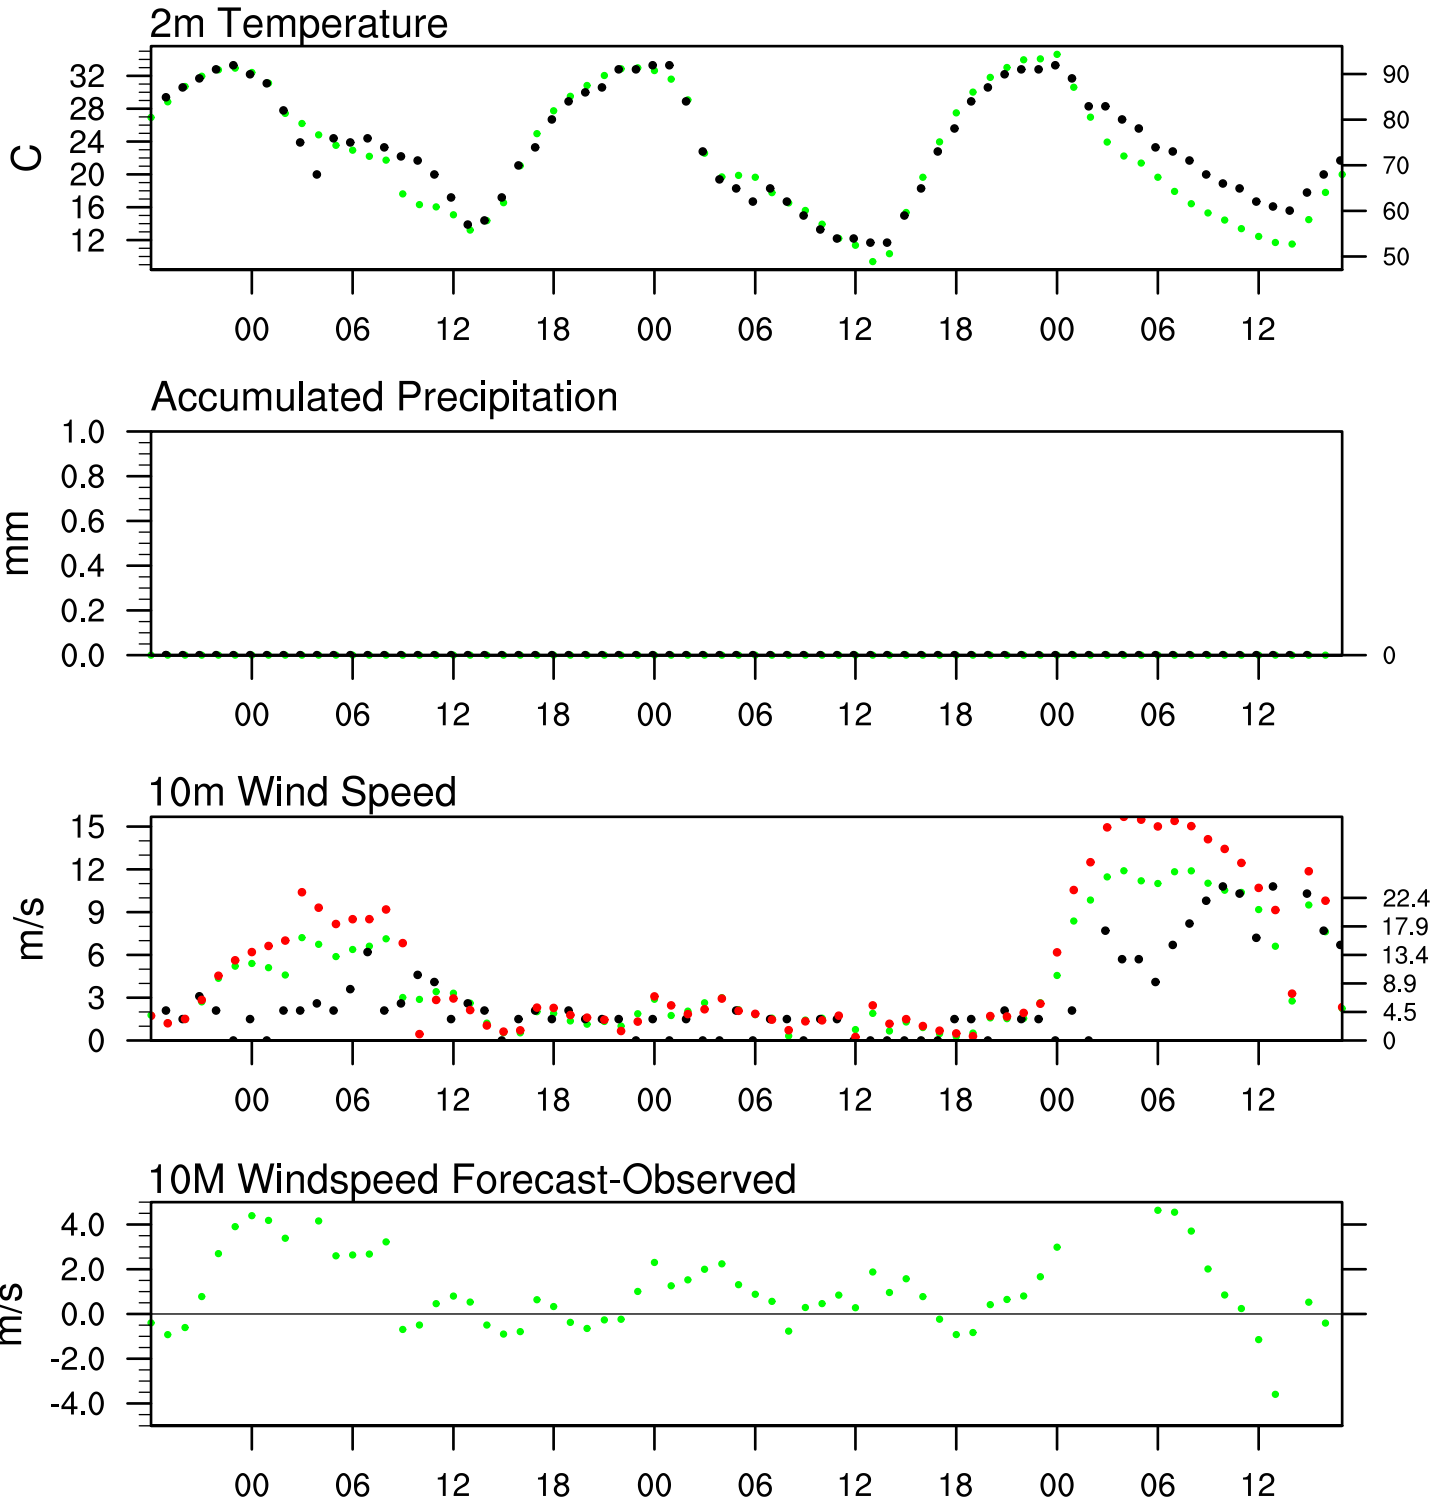 2m Temperature
C
32
28
24
20
16
12
90
80
70
60
50
00 06 12 18 00 06 12 18 00 06 12
Accumulated Precipitation
mm
1.0
0.8
0.6
0.4
0.2
0.0
0
00 06 12 18 00 06 12 18 00 06 12
10m Wind Speed
m/s
15
12
9
6
3
0
22.4
17.9
13.4
8.9
4.5
0
00 06 12 18 00 06 12 18 00 06 12
10M Windspeed Forecast-Observed
m/s
4.0
2.0
0.0
-2.0
-4.0
00 06 12 18 00 06 12 18 00 06 12